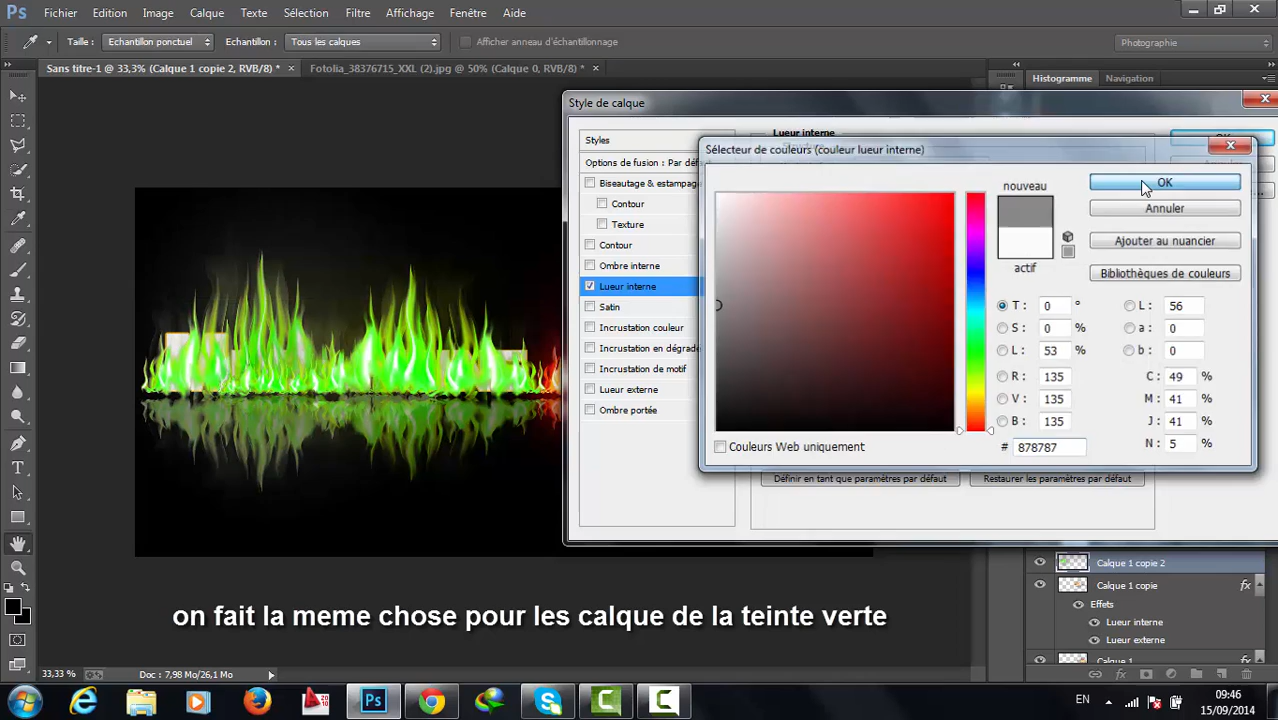 Ps Fichier Edition Image Calque Texte Sélection Filtre Affichage Fenêtre Aide
Taille : Echantillon ponctuel Echantillon : Tous les calques Afficher anneau d'échantillonnage Photographie
Sans titre-1 @ 33,3% (Calque 1 copie 2, RVB/8) * × Fotolia_38376715_XXL (2).jpg @ 50% (Calque 0, RVB/8) * × Histogramme Navigation
Style de calque
Styles
Options de fusion : Par déf
Biseautage & estampag
Contour
Texture
Contour
Ombre interne
Lueur interne
Satin
Incrustation couleur
Incrustation en dégradé
Incrustation de motif
Lueur externe
Ombre portée
Lueur interne
Sélecteur de couleurs (couleur lueur interne)
nouveau
actif
OK
Annuler
Ajouter au nuancier
Bibliothèques de couleurs
T : 0 °
S : 0 %
L : 53 %
R : 135
V : 135
B : 135
# 878787
L : 56
a : 0
b : 0
C : 49 %
M : 41 %
J : 41 %
N : 5 %
Couleurs Web uniquement
Définir en tant que paramètres par défaut Restaurer les paramètres par défaut
Calque 1 copie 2
Calque 1 copie fx
Effets
Lueur interne
Lueur externe
Calque 1
on fait la meme chose pour les calque de la teinte verte
33,33 % Doc : 7,98 Mo/26,1 Mo
EN 09:46
15/09/2014